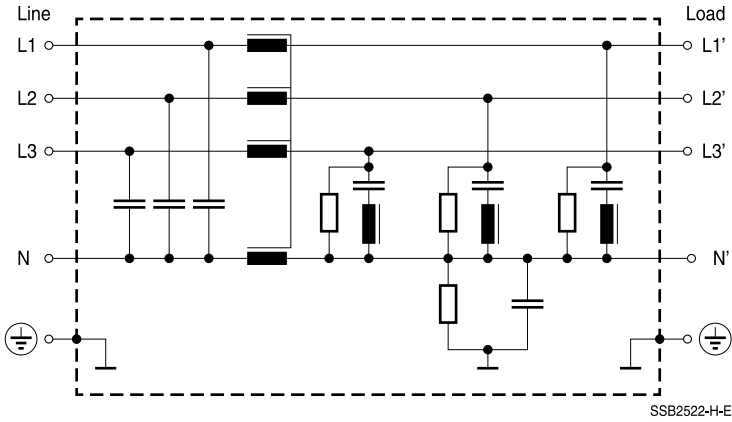 Line
Load
L1
L1’
L2
L2’
L3
L3’
N
N’
SSB2522-H-E